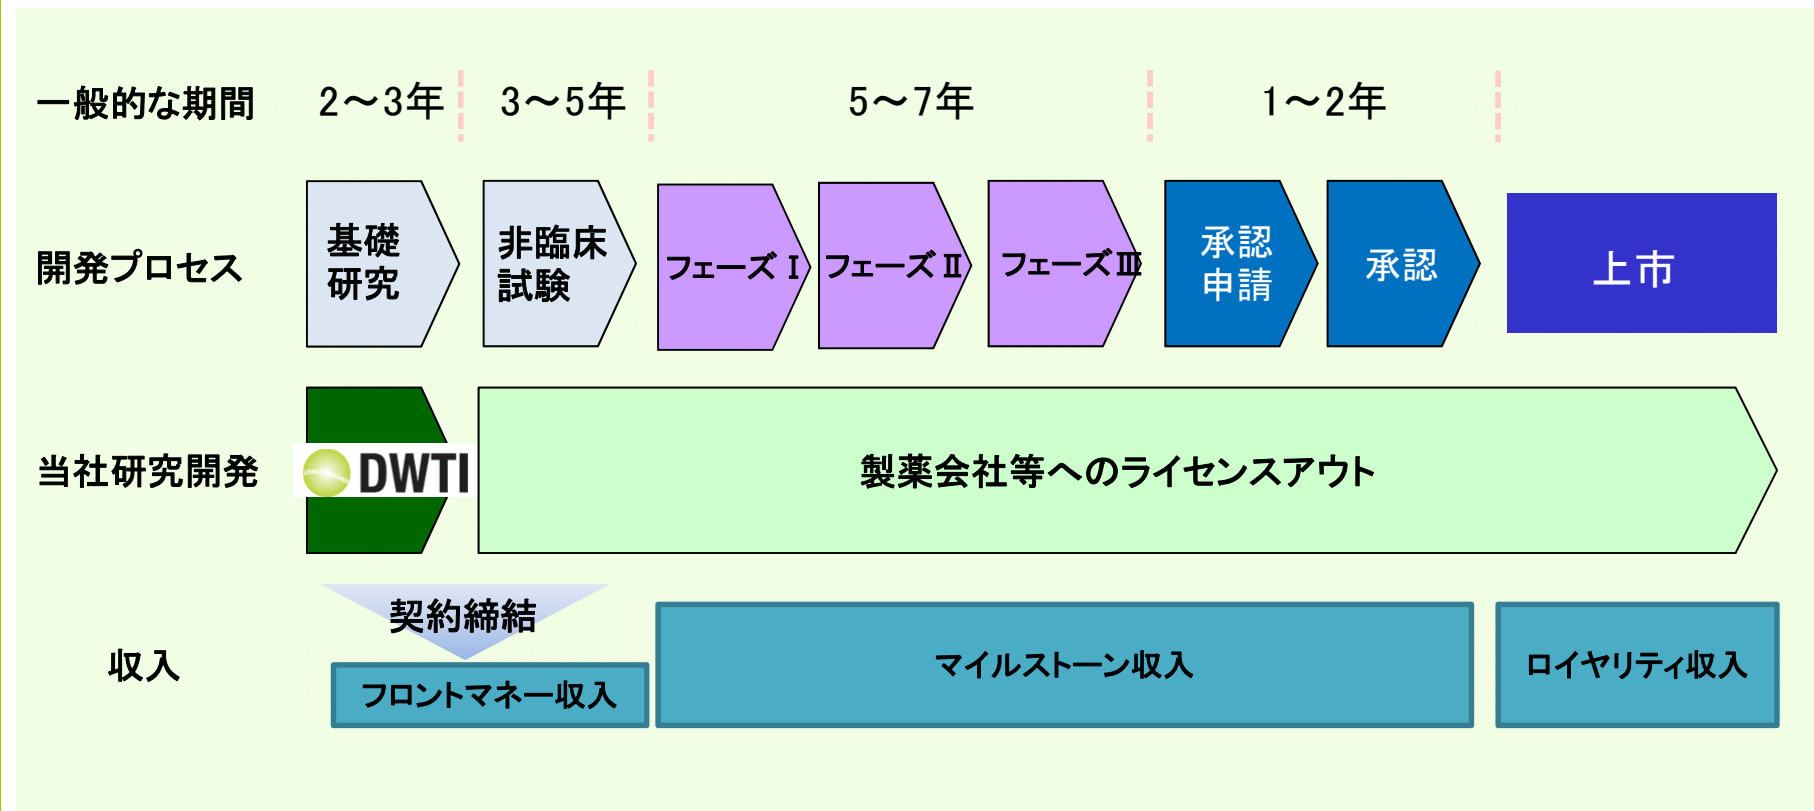 一般的な期間 2～3年 3～5年 5～7年 1～2年
開発プロセス
基礎
研究
非臨床
試験
フェーズⅠ
フェーズⅡ
フェーズⅢ
承認
申請
承認
上市
当社研究開発
DWTI
製薬会社等へのライセンスアウト
収入
契約締結
フロントマネー収入
マイルストーン収入
ロイヤリティ収入